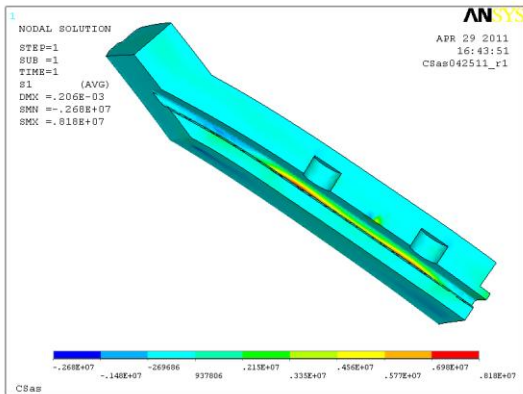 1
ANSYS
NODAL SOLUTION
APR 29 2011
STEP=1
16:43:51
SUB =1
CSas042511_r1
TIME=1
S1 (AVG)
DMX =.206E-03
SMN =-.268E+07
SMX =.818E+07
-.268E+07 -.148E+07 -269686 937806 .215E+07 .335E+07 .456E+07 .577E+07 .698E+07 .818E+07
CSas